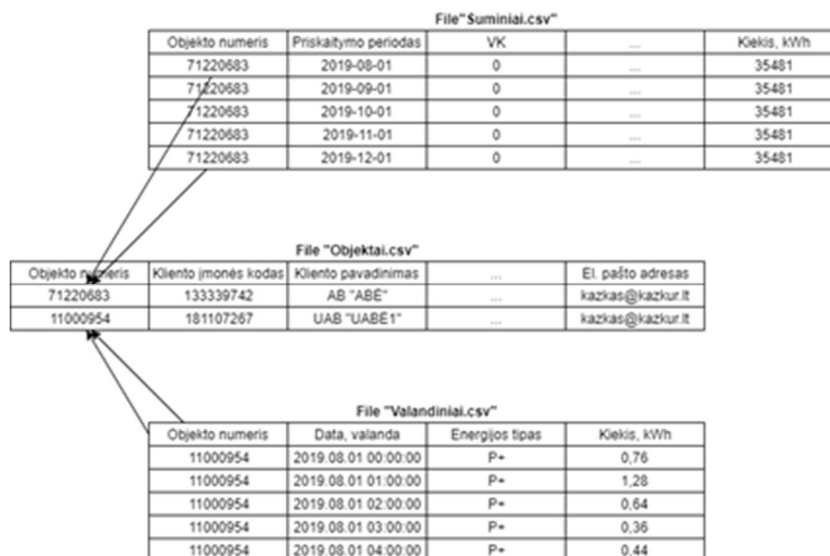 File"Suminiai.csv"
Objekto numeris Priskaitymo periodas VK ... Kiekis, kWh
71220683 2019-08-01 0 ... 35481
71220683 2019-09-01 0 ... 35481
71220683 2019-10-01 0 ... 35481
71220683 2019-11-01 0 ... 35481
71220683 2019-12-01 0 ... 35481
File "Objektai.csv"
Objekto numeris Kliento įmonės kodas Kliento pavadinimas ... El. pašto adresas
71220683 133339742 AB "ABĖ" ... kazkas@kazkur.lt
11000954 181107267 UAB "UABĖ1" ... kazkas@kazkur.lt
File "Valandiniai.csv"
Objekto numeris Data, valanda Energijos tipas Kiekis, kWh
11000954 2019.08.01 00:00:00 P+ 0,76
11000954 2019.08.01 01:00:00 P+ 1,28
11000954 2019.08.01 02:00:00 P+ 0,64
11000954 2019.08.01 03:00:00 P+ 0,36
11000954 2019.08.01 04:00:00 P+ 0,44